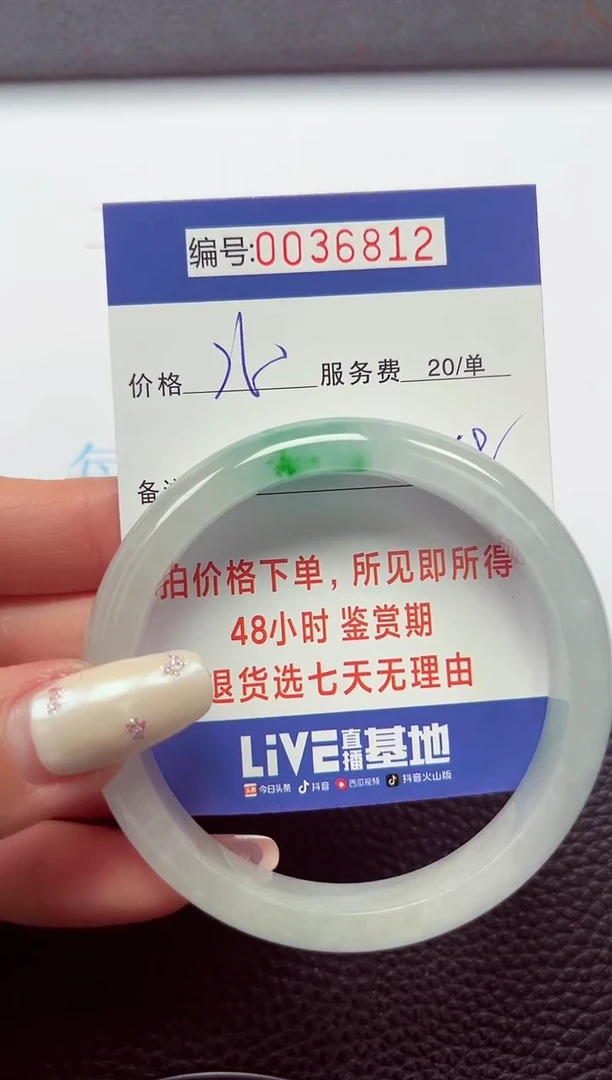 编号:0036812
价格 服务费 20/单
备
拍价格下单，所见即所得
48小时 鉴赏期
退货选七天无理由
LiVE直播基地
今日头条 抖音 西瓜视频 抖音火山版